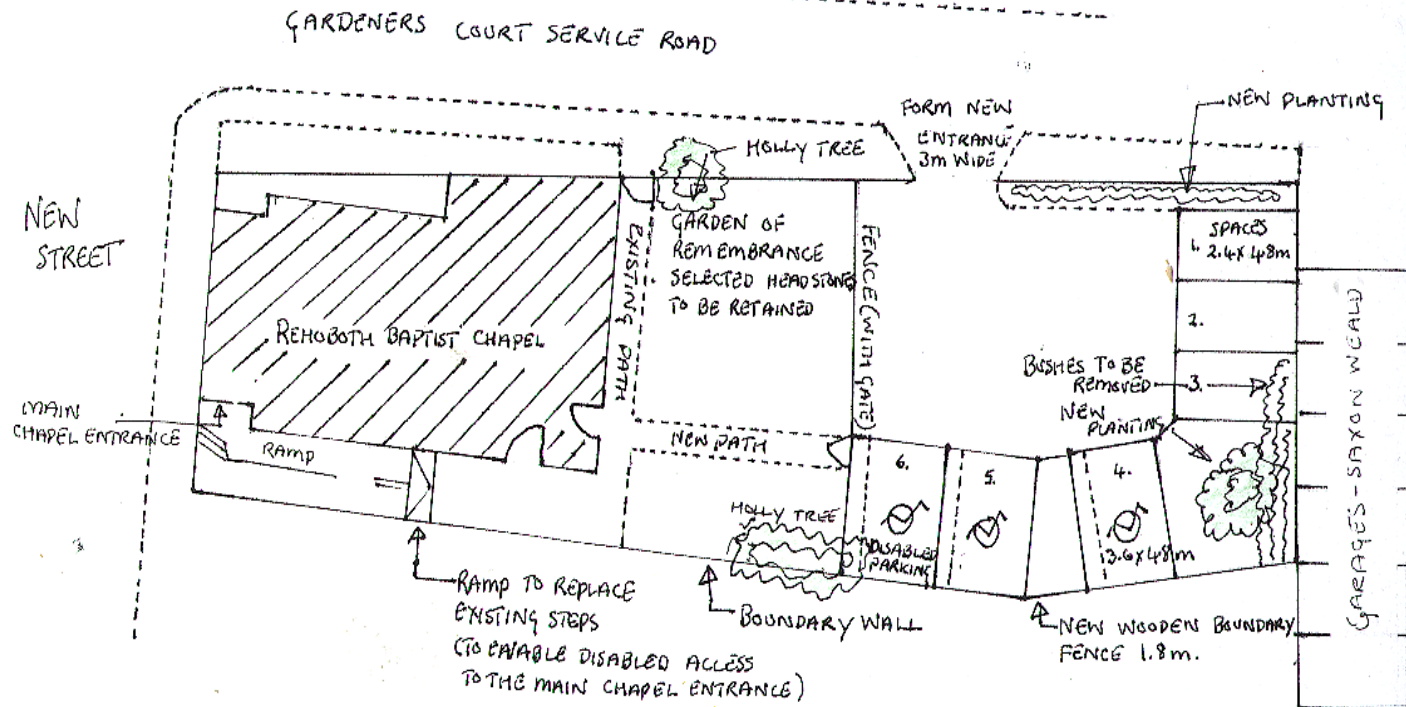 GARDENERS COURT SERVICE ROAD
FORM NEW
ENTRANCE
3m WIDE
NEW PLANTING
HOLLY TREE
NEW
STREET
GARDEN OF
REMEMBRANCE
SELECTED HEADSTONE
TO BE RETAINED
EXISTING PATH
FENCE (WITH GATE)
SPACES
1. 2.4 x 4.8m
2.
3.
REHOBOTH BAPTIST CHAPEL
BUSHES TO BE
REMOVED
NEW
PLANTING
MAIN
CHAPEL ENTRANCE
RAMP
NEW PATH
6.
5.
4.
HOLLY TREE
DISABLED
PARKING
3.6 x 4.8m
GARAGES - SAXON WEALD
RAMP TO REPLACE
EXISTING STEPS
(TO ENABLE DISABLED ACCESS
TO THE MAIN CHAPEL ENTRANCE)
BOUNDARY WALL
NEW WOODEN BOUNDARY
FENCE 1.8m.